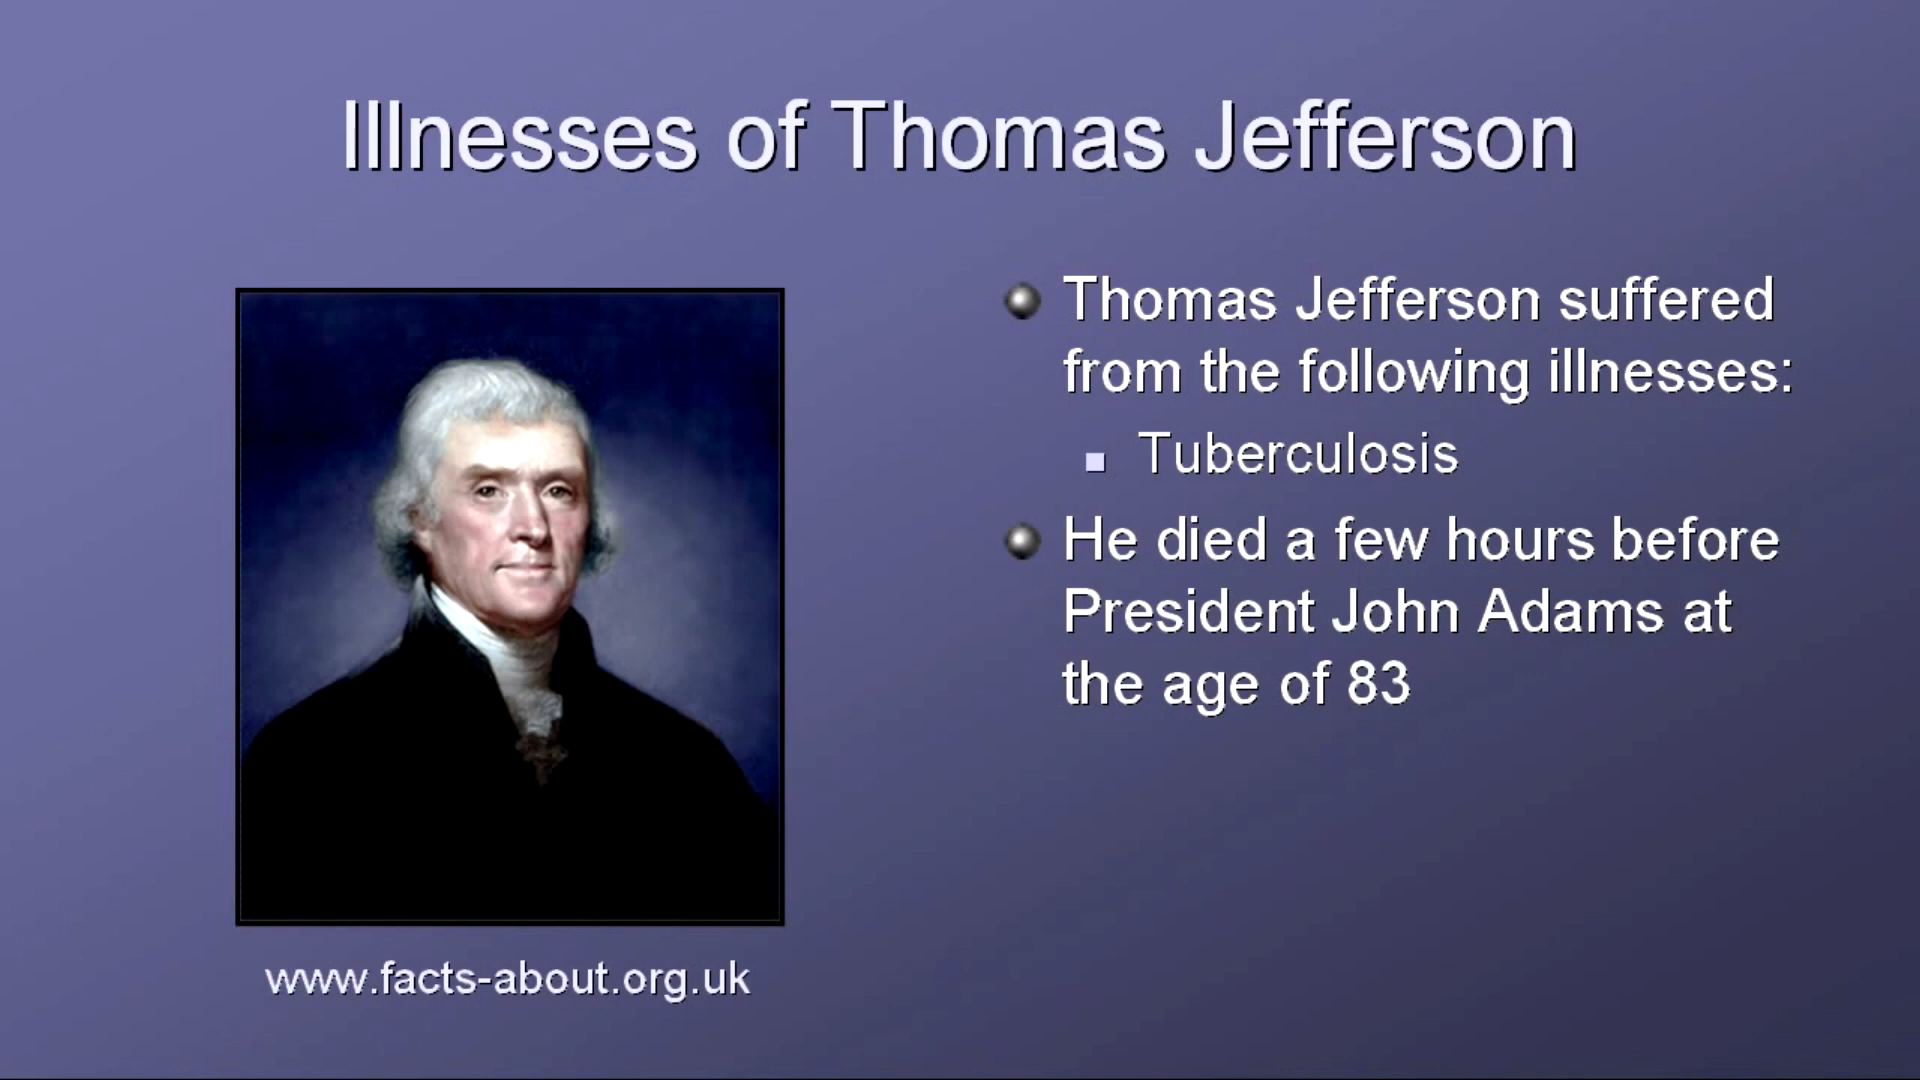 Illnesses of Thomas Jefferson
Thomas Jefferson suffered
from the following illnesses:
Tuberculosis
He died a few hours before
President John Adams at
the age of 83
www.facts-about.org.uk